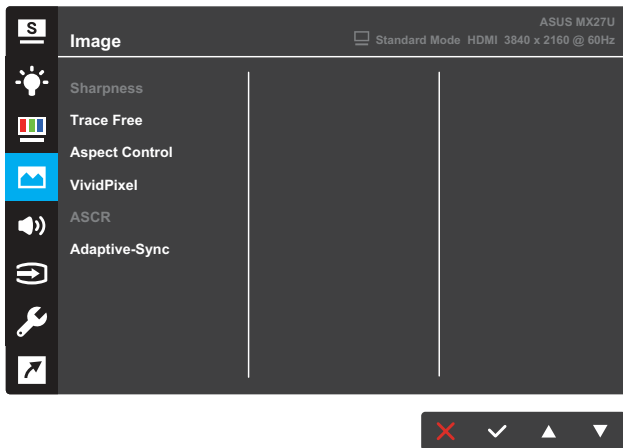 S
Image
ASUS MX27U
Standard Mode HDMI 3840 x 2160 @ 60Hz
Sharpness
Trace Free
Aspect Control
VividPixel
ASCR
Adaptive-Sync